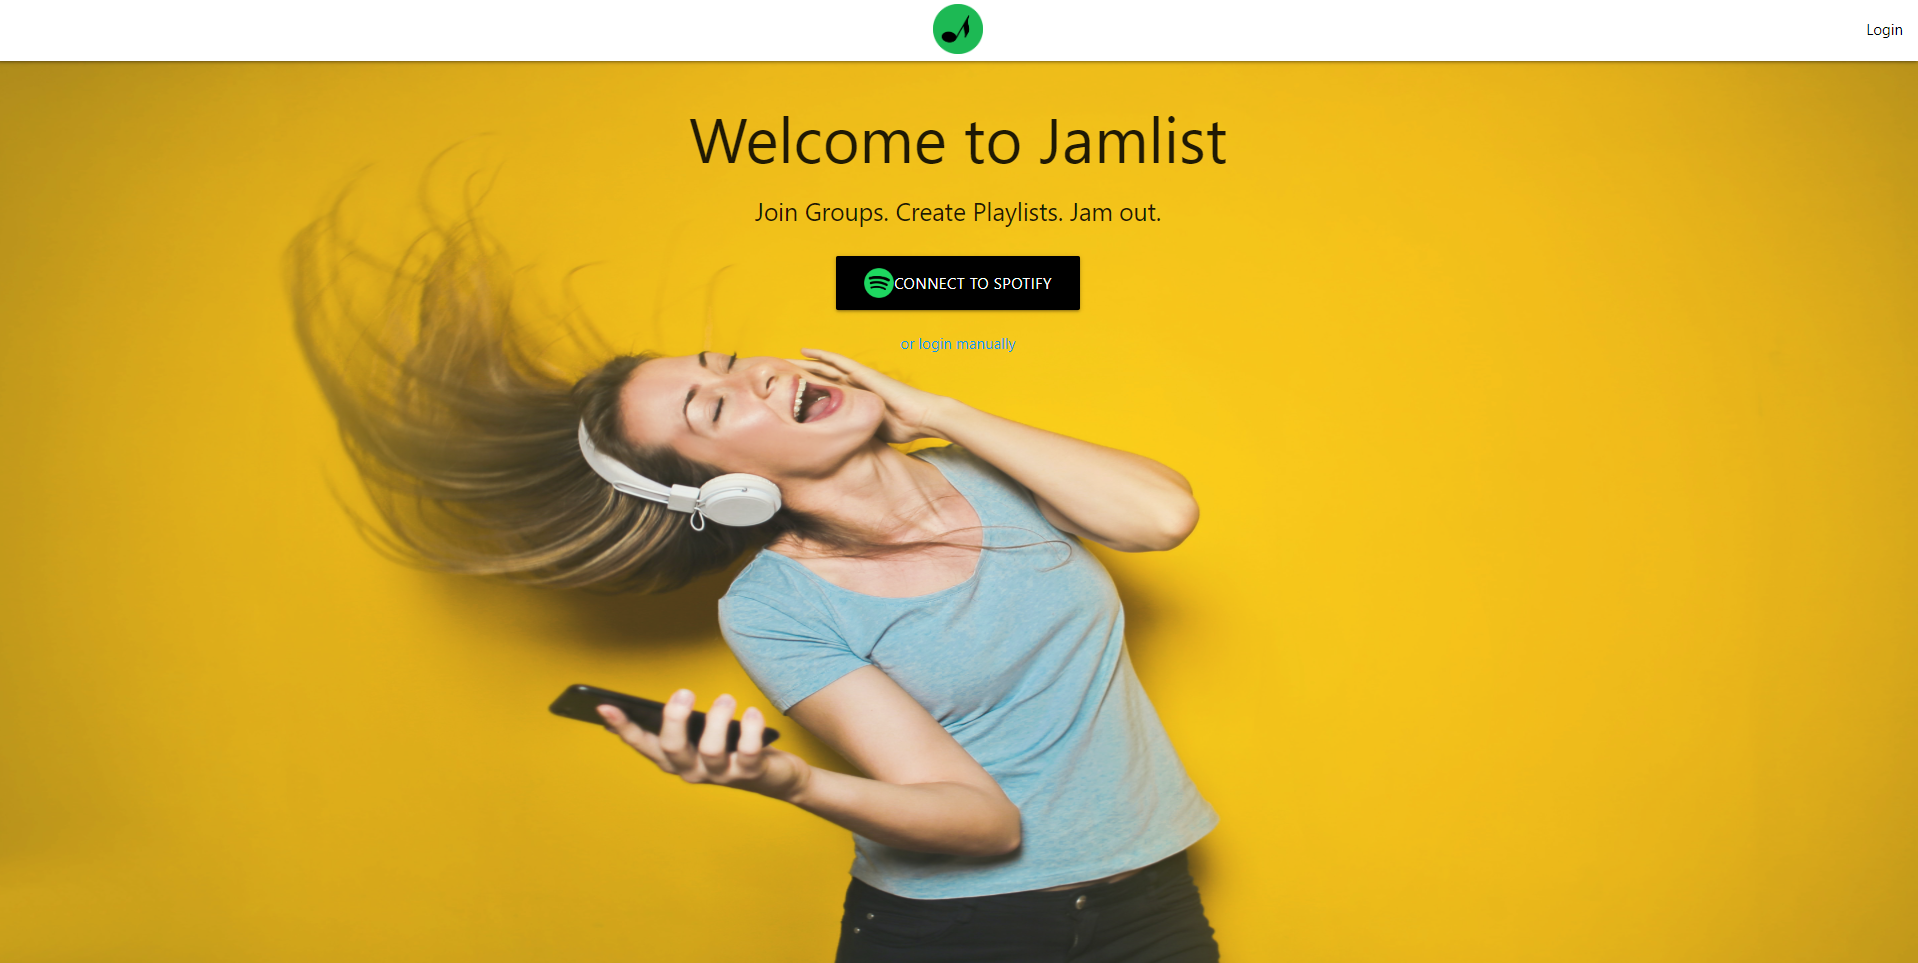 Login
Welcome to Jamlist
Join Groups. Create Playlists. Jam out.
CONNECT TO SPOTIFY
or login manually